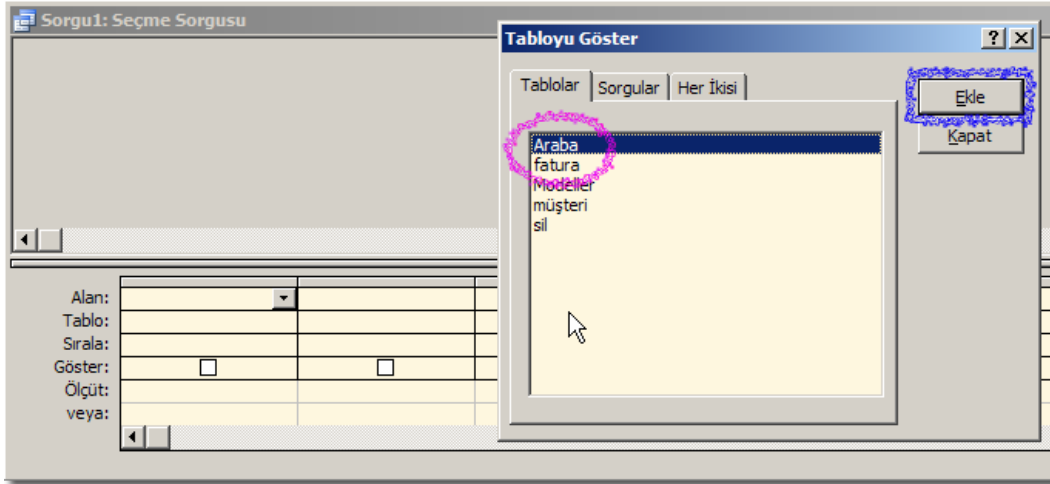 Sorgu1: Seçme Sorgusu
Tabloyu Göster
Tablolar Sorgular Her İkisi
Ekle
Kapat
Araba
fatura
Modeller
müşteri
sil
Alan:
Tablo:
Sırala:
Göster:
Ölçüt:
veya: